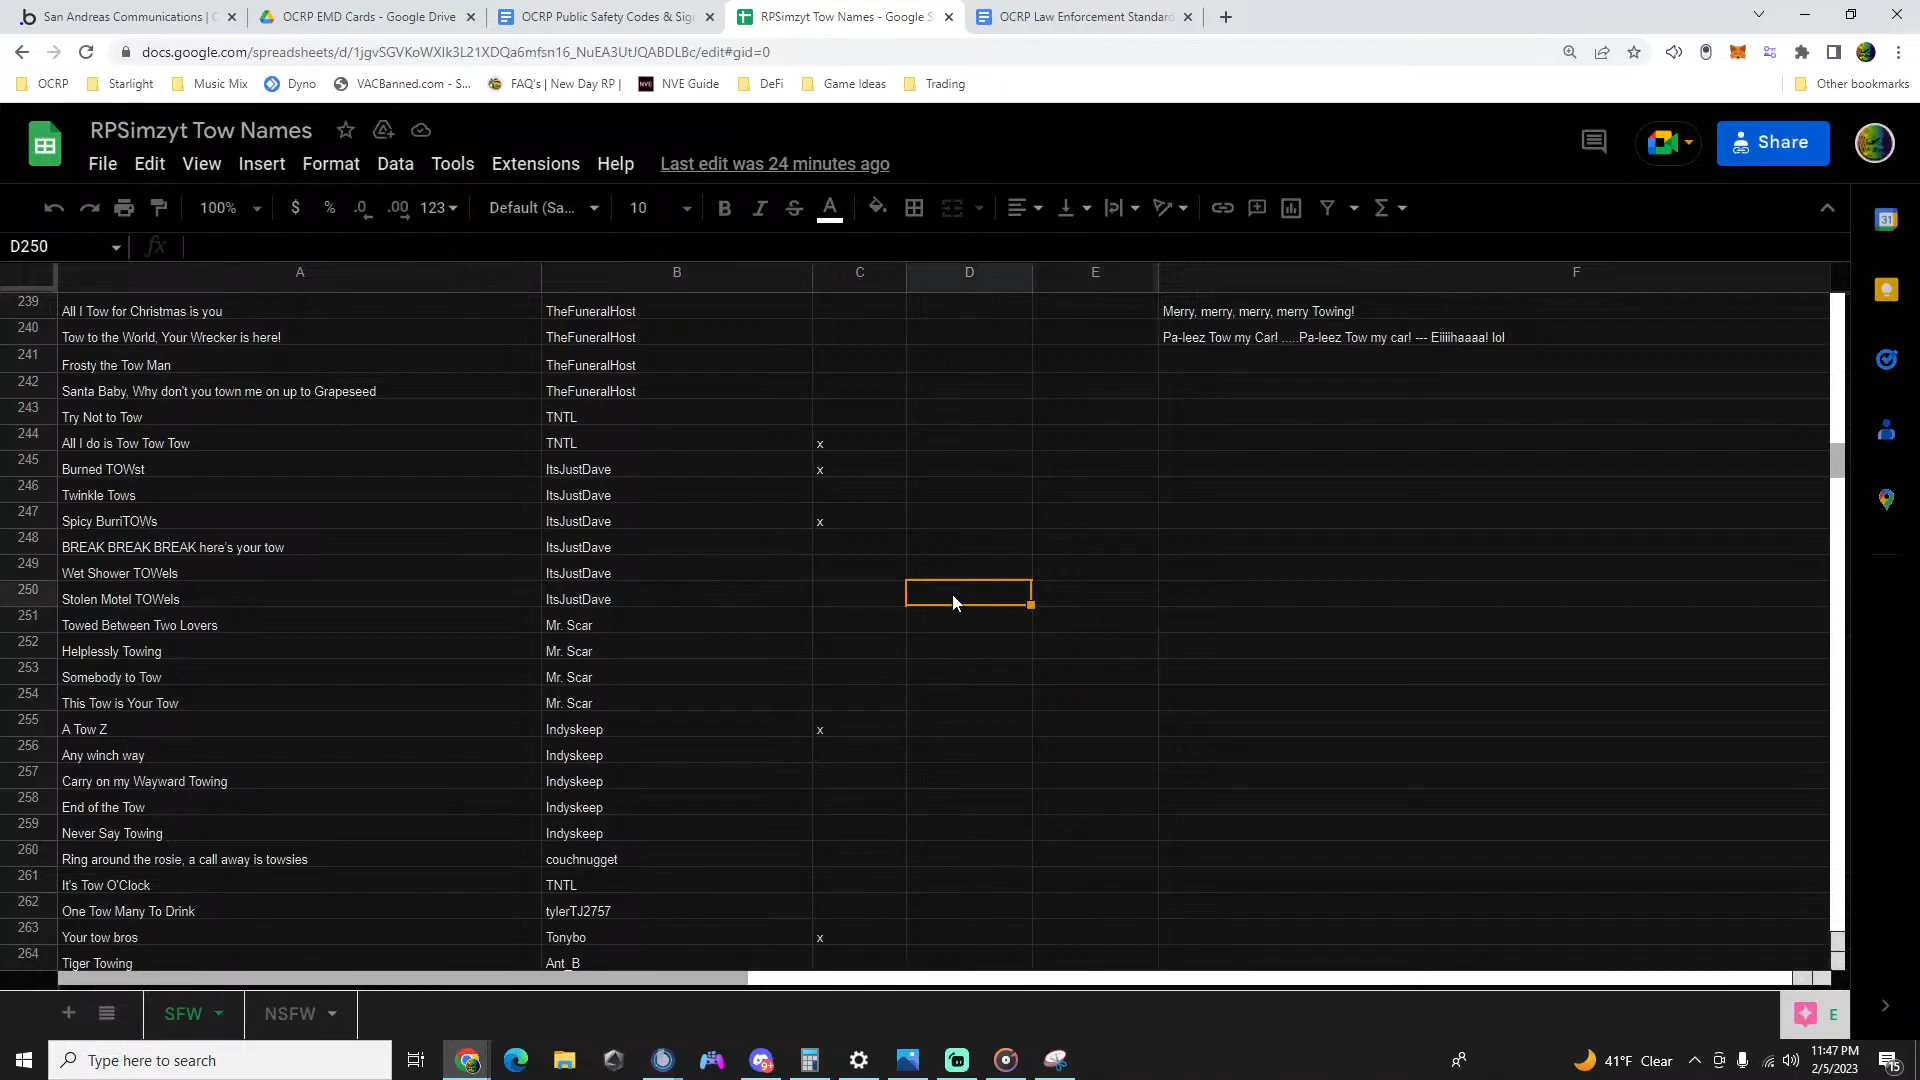 San Andreas Communications | C
OCRP EMD Cards - Google Drive
OCRP Public Safety Codes & Sig
RPSimzyt Tow Names - Google S
OCRP Law Enforcement Standard
docs.google.com/spreadsheets/d/1jgvSGVKoWXlk3L21XDQa6mfsn16_NuEA3UtJQABDLBc/edit#gid=0
OCRP
Starlight
Music Mix
Dyno
VACBanned.com - S...
FAQ's | New Day RP |
NVE
NVE Guide
DeFi
Game Ideas
Trading
Other bookmarks
RPSimzyt Tow Names
Share
File Edit View Insert Format Data Tools Extensions Help Last edit was 24 minutes ago
100% $ % .0 .00 123 Default (Sa... 10 B I S A
31
D250 fx
A B C D E F
239 All I Tow for Christmas is you TheFuneralHost Merry, merry, merry, merry Towing!
240 Tow to the World, Your Wrecker is here! TheFuneralHost Pa-leez Tow my Car! .....Pa-leez Tow my car! --- Eiiiihaaaa! lol
241 Frosty the Tow Man TheFuneralHost
242 Santa Baby, Why don't you town me on up to Grapeseed TheFuneralHost
243 Try Not to Tow TNTL
244 All I do is Tow Tow Tow TNTL x
245 Burned TOWst ItsJustDave x
246 Twinkle Tows ItsJustDave
247 Spicy BurriTOWs ItsJustDave x
248 BREAK BREAK BREAK here's your tow ItsJustDave
249 Wet Shower TOWels ItsJustDave
250 Stolen Motel TOWels ItsJustDave
251 Towed Between Two Lovers Mr. Scar
252 Helplessly Towing Mr. Scar
253 Somebody to Tow Mr. Scar
254 This Tow is Your Tow Mr. Scar
255 A Tow Z Indyskeep x
256 Any winch way Indyskeep
257 Carry on my Wayward Towing Indyskeep
258 End of the Tow Indyskeep
259 Never Say Towing Indyskeep
260 Ring around the rosie, a call away is towsies couchnugget
261 It's Tow O'Clock TNTL
262 One Tow Many To Drink tylerTJ2757
263 Your tow bros Tonybo x
264 Tiger Towing Ant_B
SFW NSFW E
Type here to search
9+
41°F Clear
11:47 PM
2/5/2023
15